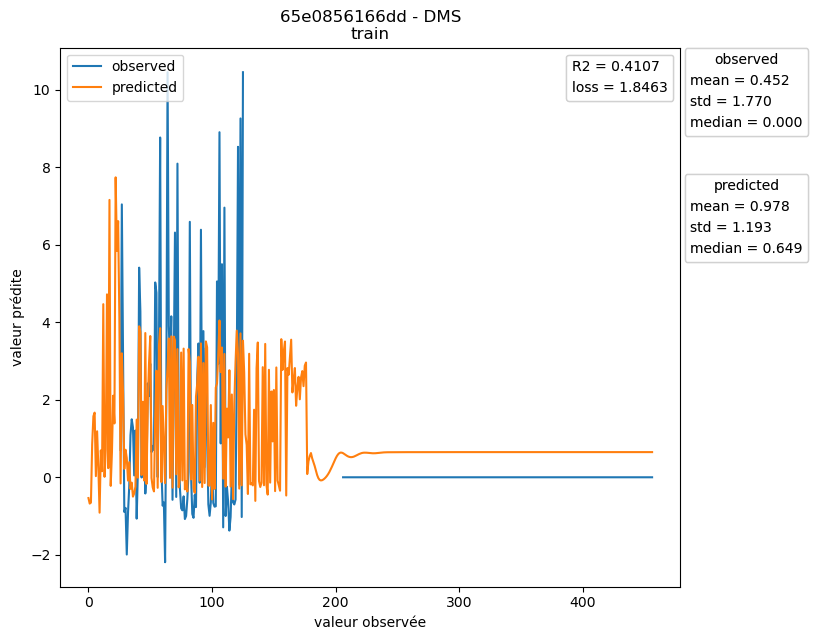 65e0856166dd - DMS
train
observed
predicted
R2 = 0.4107
loss = 1.8463
observed
mean = 0.452
std = 1.770
median = 0.000
predicted
mean = 0.978
std = 1.193
median = 0.649
valeur prédite
10
8
6
4
2
0
−2
0
100
200
300
400
valeur observée